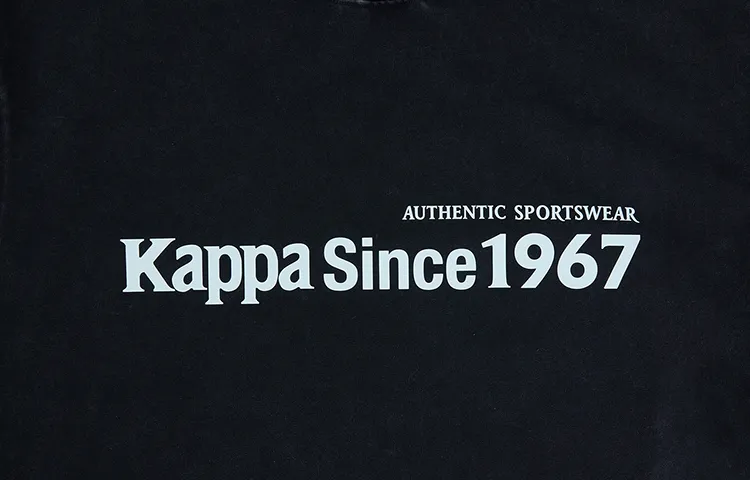 AUTHENTIC SPORTSWEAR
Kappa Since 1967